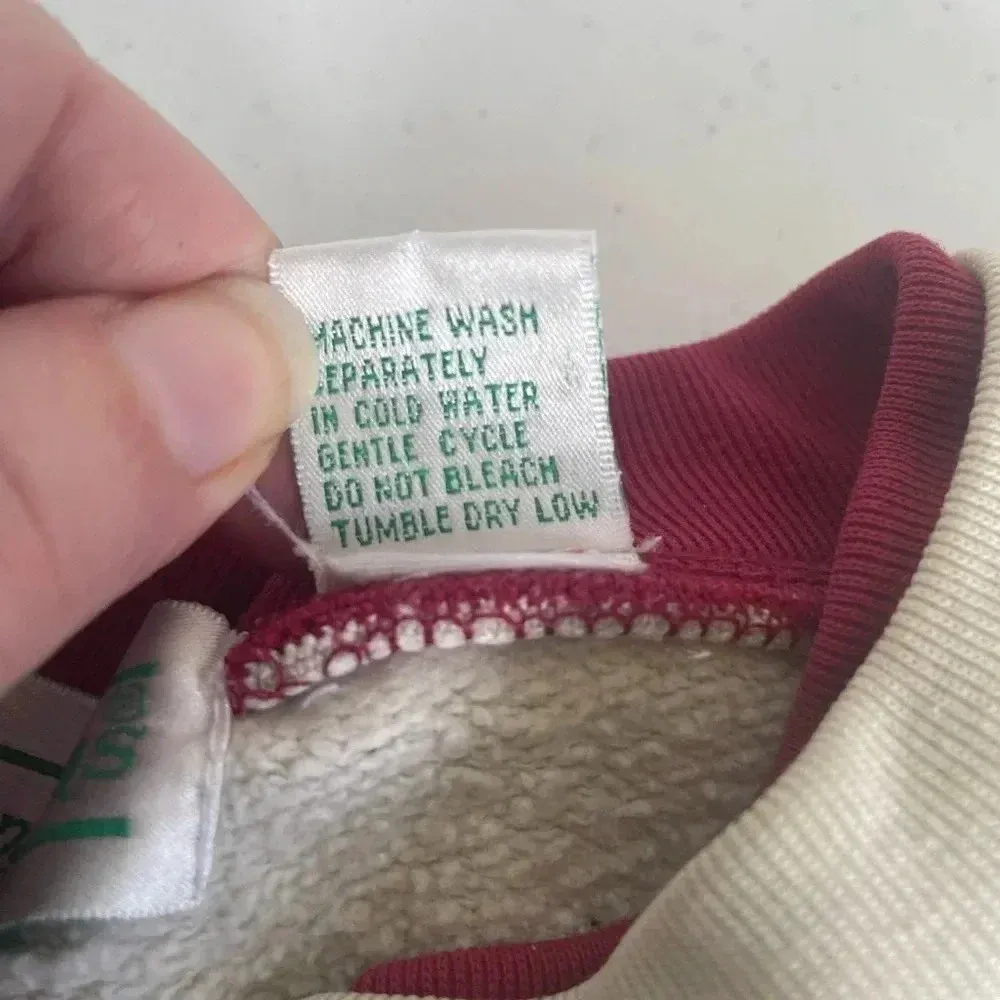 MACHINE WASH
SEPARATELY
IN COLD WATER
GENTLE CYCLE
DO NOT BLEACH
TUMBLE DRY LOW